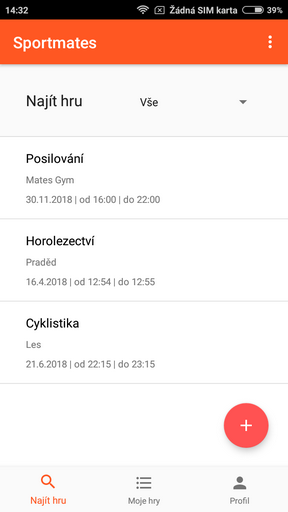 14:32 Žádná SIM karta 39%
Sportmates
Najít hru Vše
Posilování
Mates Gym
30.11.2018 | od 16:00 | do 22:00
Horolezectví
Praděd
16.4.2018 | od 12:54 | do 12:55
Cyklistika
Les
21.6.2018 | od 22:15 | do 23:15
Najít hru Moje hry Profil